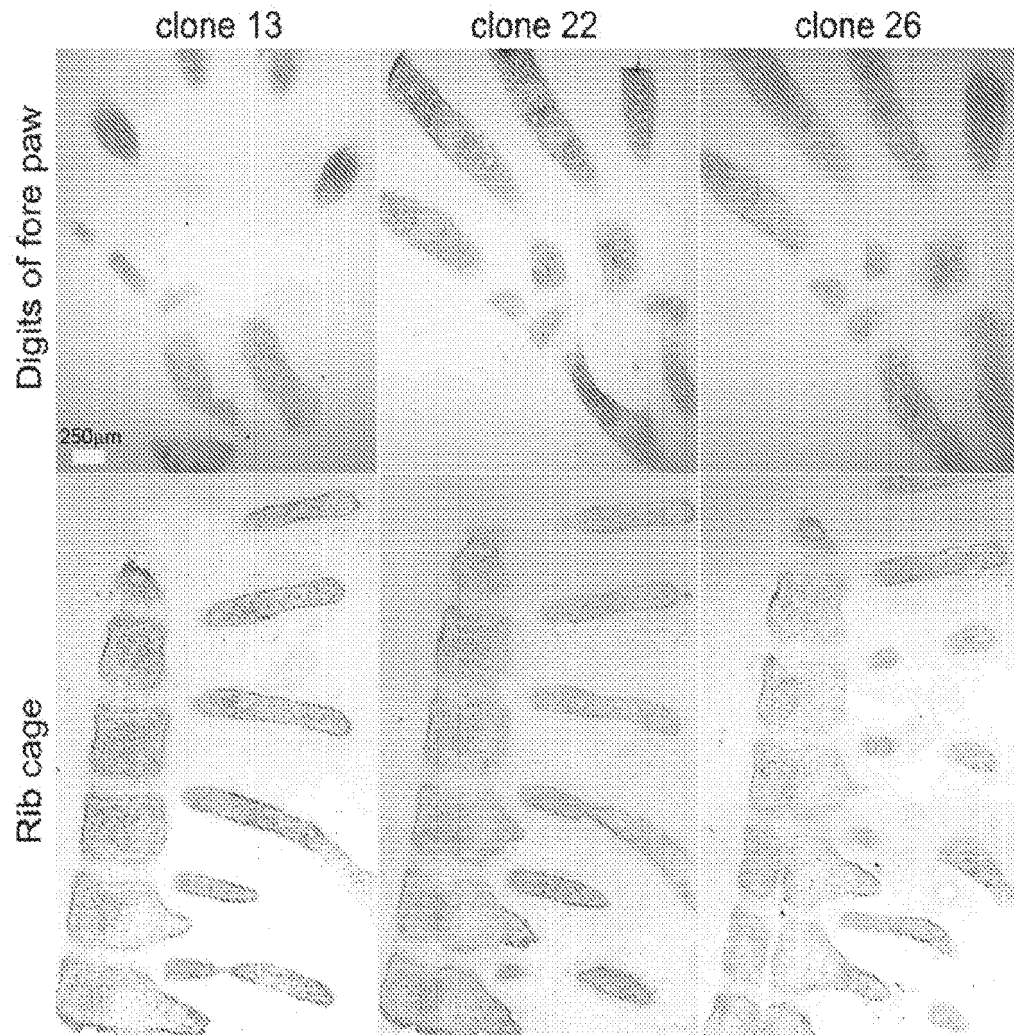 clone 13
clone 22
clone 26
Digits of fore paw
250μm
Rib cage